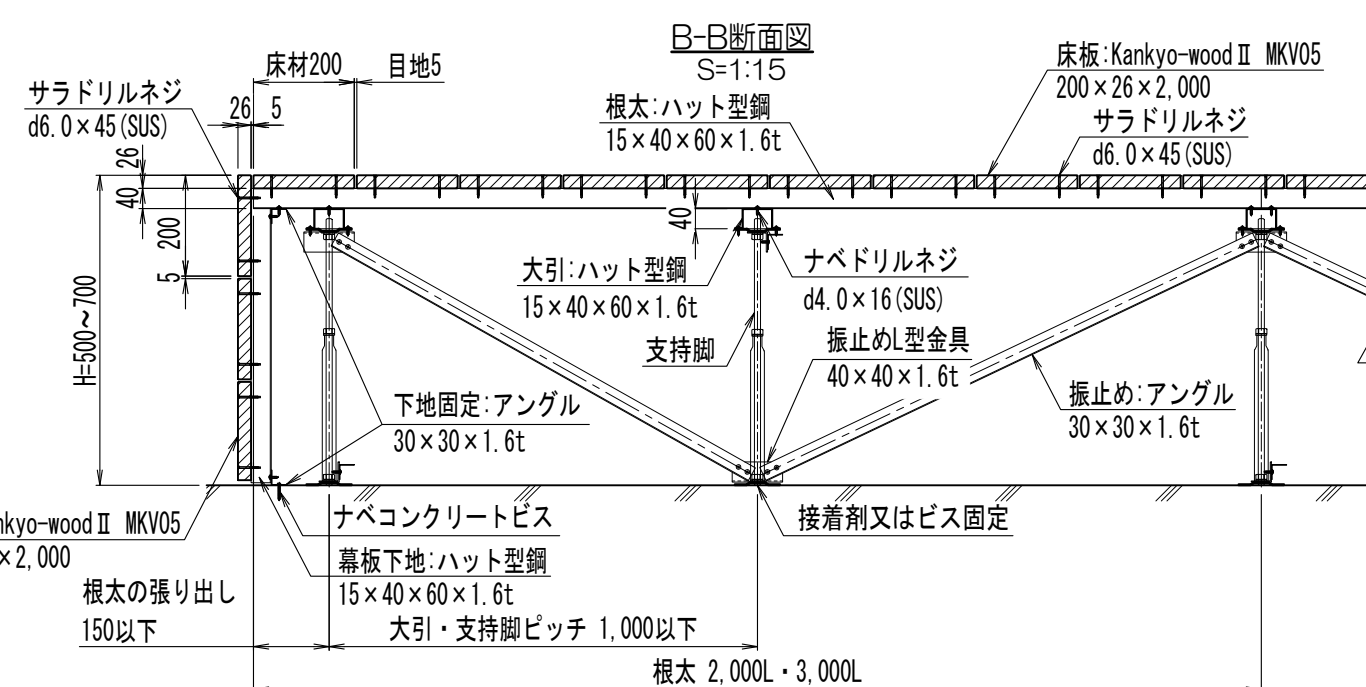 B-B断面図
S=1:15
床材200
目地5
サラドリルネジ
d6.0×45(SUS)
26
5
根太:ハット型鋼
15×40×60×1.6t
床板:Kankyo-woodⅡ MKV05
200×26×2,000
サラドリルネジ
d6.0×45(SUS)
26
40
200
5
H=500~700
40
大引:ハット型鋼
15×40×60×1.6t
ナベドリルネジ
d4.0×16(SUS)
支持脚
振止めL型金具
40×40×1.6t
下地固定:アングル
30×30×1.6t
振止め:アングル
30×30×1.6t
nkyo-woodⅡ MKV05
×2,000
ナベコンクリートビス
接着剤又はビス固定
幕板下地:ハット型鋼
15×40×60×1.6t
根太の張り出し
150以下
大引・支持脚ピッチ 1,000以下
根太 2,000L・3,000L